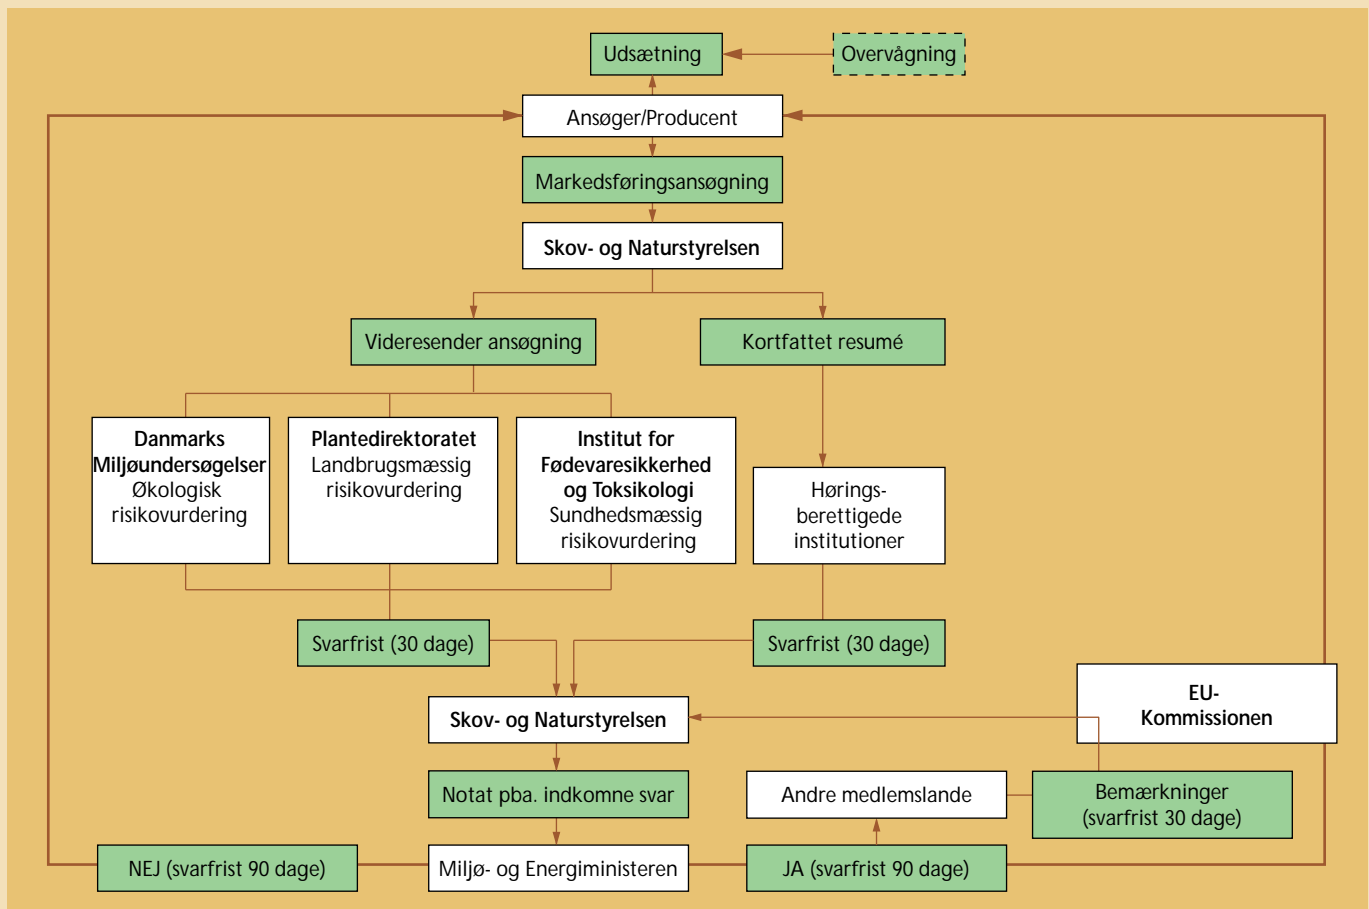 Udsætning
Overvågning
Ansøger/Producent
Markedsføringsansøgning
Skov- og Naturstyrelsen
Videresender ansøgning
Kortfattet resumé
Danmarks
Miljøundersøgelser
Økologisk
risikovurdering
Plantedirektoratet
Landbrugsmæssig
risikovurdering
Institut for
Fødevaresikkerhed
og Toksikologi
Sundhedsmæssig
risikovurdering
Hørings-
berettigede
institutioner
Svarfrist (30 dage)
Svarfrist (30 dage)
Skov- og Naturstyrelsen
EU-
Kommissionen
Notat pba. indkomne svar
Andre medlemslande
Bemærkninger
(svarfrist 30 dage)
NEJ (svarfrist 90 dage)
Miljø- og Energiministeren
JA (svarfrist 90 dage)